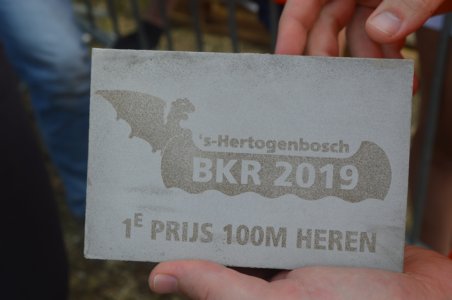 's-Hertogenbosch
BKR 2019
1E PRIJS 100M HEREN